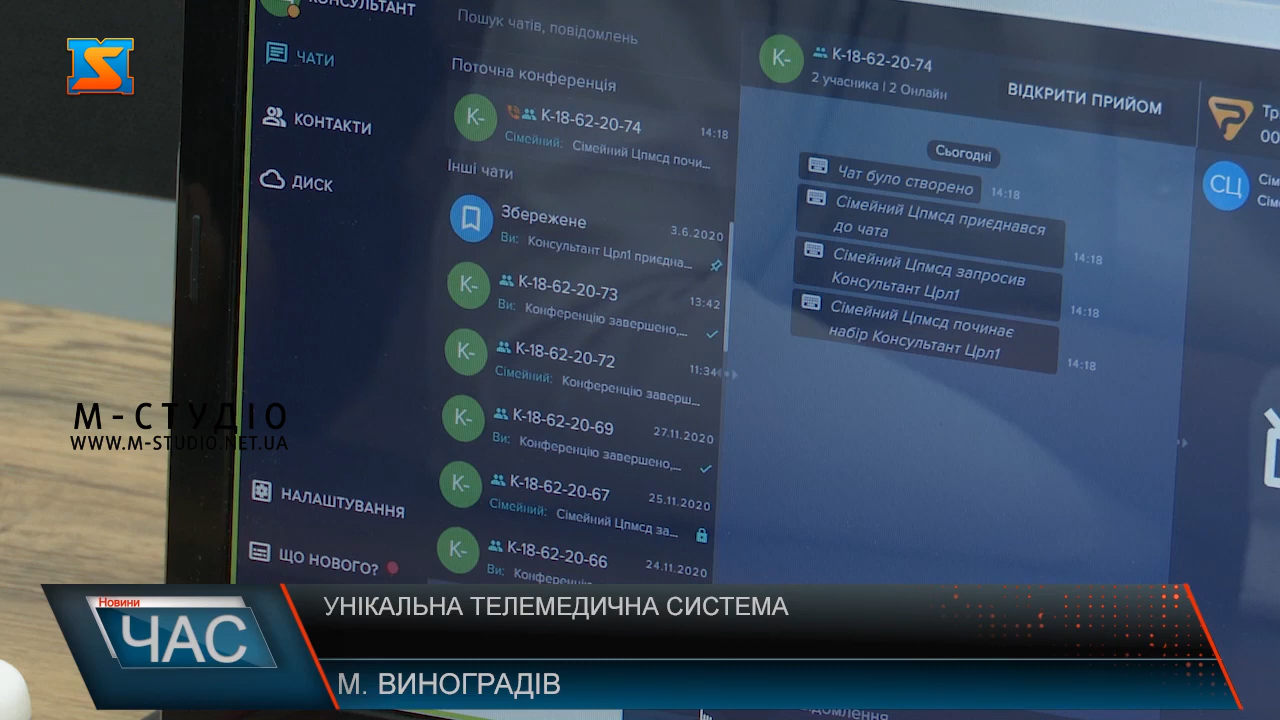 КОНСУЛЬТАНТ
ЧАТИ
КОНТАКТИ
ДИСК
НАЛАШТУВАННЯ
ЩО НОВОГО?
Пошук чатів, повідомлень
Поточна конференція
К-
К-18-62-20-74
14:18
Сімейний: Сімейний Цпмсд почи...
Інші чати
Збережене
3.6.2020
Ви: Консультант Црл1 приєдна...
К-
К-18-62-20-73
13:42
Ви: Конференцію завершено,...
К-
К-18-62-20-72
11:34
Сімейний: Конференцію заверш...
К-
К-18-62-20-69
27.11.2020
Ви: Конференцію завершено,...
К-
К-18-62-20-67
25.11.2020
Сімейний: Сімейний Цпмсд за...
К-
К-18-62-20-66
24.11.2020
Ви: Конференцію
К-
К-18-62-20-74
2 учасника | 2 Онлайн
ВІДКРИТИ ПРИЙОМ
Сьогодні
Чат було створено
14:18
Сімейний Цпмсд приєднався
до чата
14:18
Сімейний Цпмсд запросив
Консультант Црл1
14:18
Сімейний Цпмсд починає
набір Консультант Црл1
14:18
СЦ
М-СТУДІО
WWW.M-STUDIO.NET.UA
Новини
ЧАС
УНІКАЛЬНА ТЕЛЕМЕДИЧНА СИСТЕМА
М. ВИНОГРАДІВ